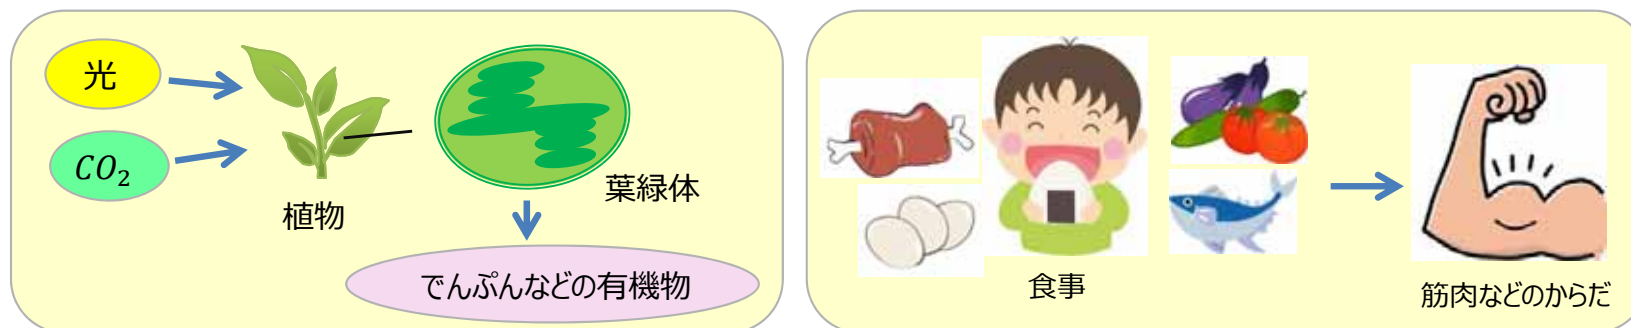 光
CO₂
植物
葉緑体
でんぷんなどの有機物
食事
筋肉などのからだ